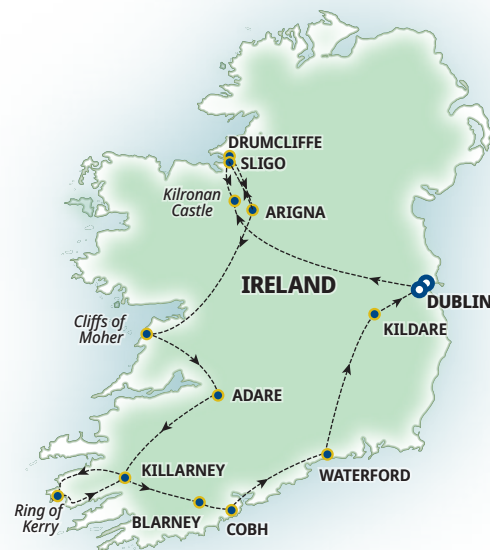 DRUMCLIFFE
SLIGO
Kilronan
Castle
ARIGNA
IRELAND
DUBLIN
KILDARE
Cliffs of
Moher
ADARE
KILLARNEY
WATERFORD
Ring of
Kerry
BLARNEY
COBH